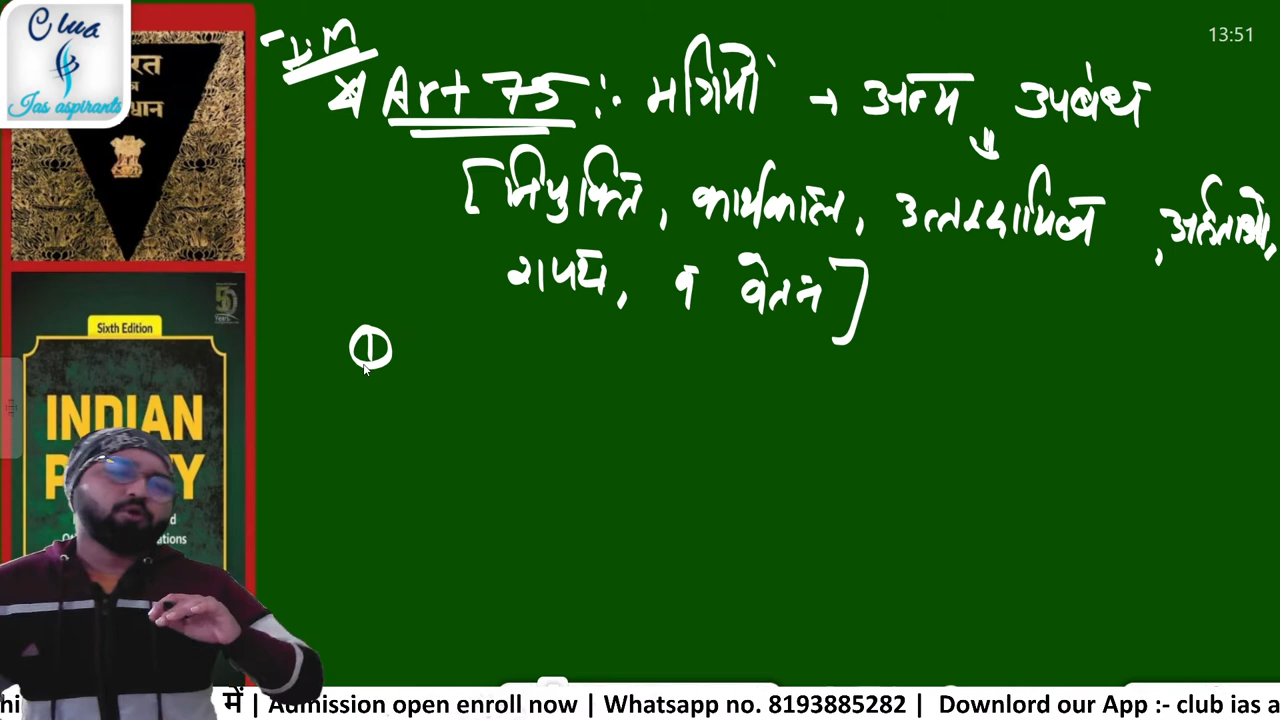 Club
Ias aspirants
13:51
Imp
* Art 75 :- मंत्रियों → अन्य उपबंध
[नियुक्ति, कार्यकाल, उत्तरदायित्व, अर्हताओं,
शपथ, व वेतन]
①
Sixth Edition
INDIAN
में | Admission open enroll now | Whatsapp no. 8193885282 | Downlord our App :- club ias a